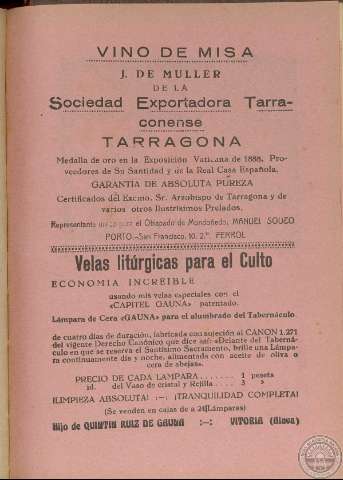 VINO DE MISA
J. DE MULLER
DE LA
Sociedad Exportadora Tarra-
conense
TARRAGONA
Medalla de oro en la Exposición Vaticana de 1888, Pro-
veedores de Su Santidad y de la Real Casa Española.
GARANTIA DE ABSOLUTA PUREZA
Certificados del Excmo. Sr. Arzobispo de Tarragona y de
varios otros Ilustrísimos Prelados.
Representante para el Obispado de Mondoñedo, MANUEL SOUZO
PORTO.-San Francisco, 10, 2.º FERROL
Velas litúrgicas para el Culto
ECONOMIA INCREIBLE
usando mis velas especiales con el
«CAPITEL GAUNA» patentado.
Lámpara de Cera «GAUNA» para el alumbrado del Tabernáculo
de cuatro días de duración, fabricada con sujeción al CANON 1.271
del vigente Derecho Canónico que dice así: «Delante del Taberná-
culo en que se reserva el Santísimo Sacramento, brille una Lámpa-
ra continuamente día y noche, alimentada con aceite de oliva o
cera de abejas».
PRECIO DE CADA LAMPARA....... 1 peseta
id. del Vaso de cristal y Rejilla... 3 »
¡LIMPIEZA ABSOLUTA! :—: ¡TRANQUILIDAD COMPLETA!
(Se venden en cajas de a 24 Lámparas)
Hijo de QUINTIN RUIZ DE GAUNA :—: VITORIA (Alava)